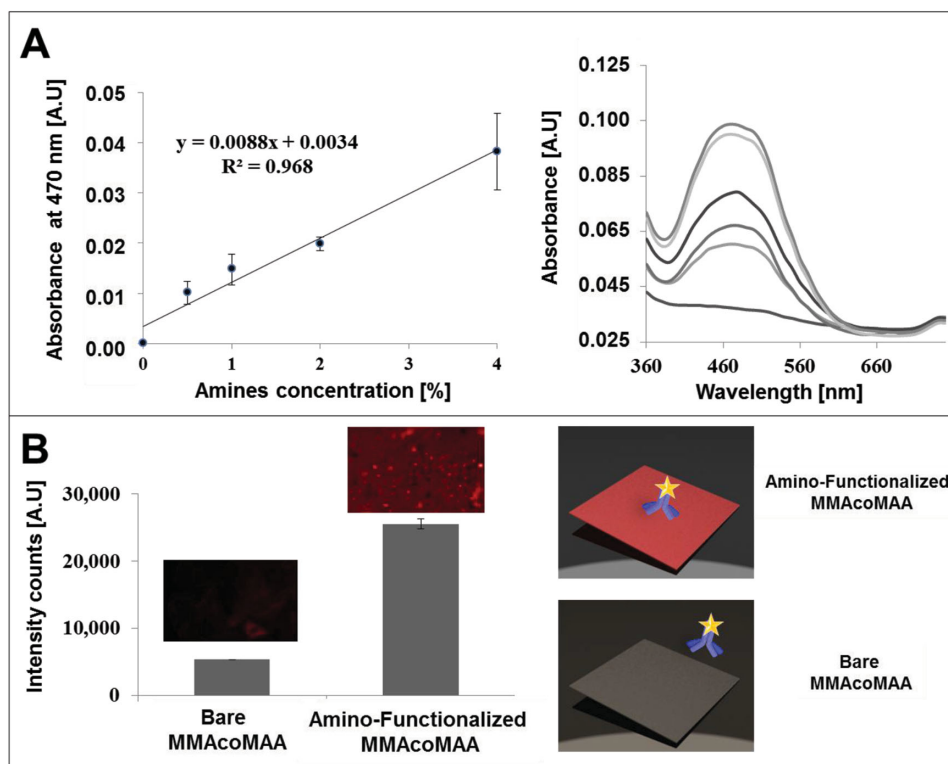 A
Absorbance at 470 nm [A.U]
0.05
0.04
0.03
0.02
0.01
0.00
y = 0.0088x + 0.0034
R² = 0.968
0
1
2
3
4
Amines concentration [%]
Absorbance [A.U]
0.125
0.100
0.085
0.065
0.045
0.025
360
460
560
660
Wavelength [nm]
B
Intensity counts [A.U]
30,000
20,000
10,000
0
Bare
MMAcoMAA
Amino-Functionalized
MMAcoMAA
Amino-Functionalized
MMAcoMAA
Bare
MMAcoMAA